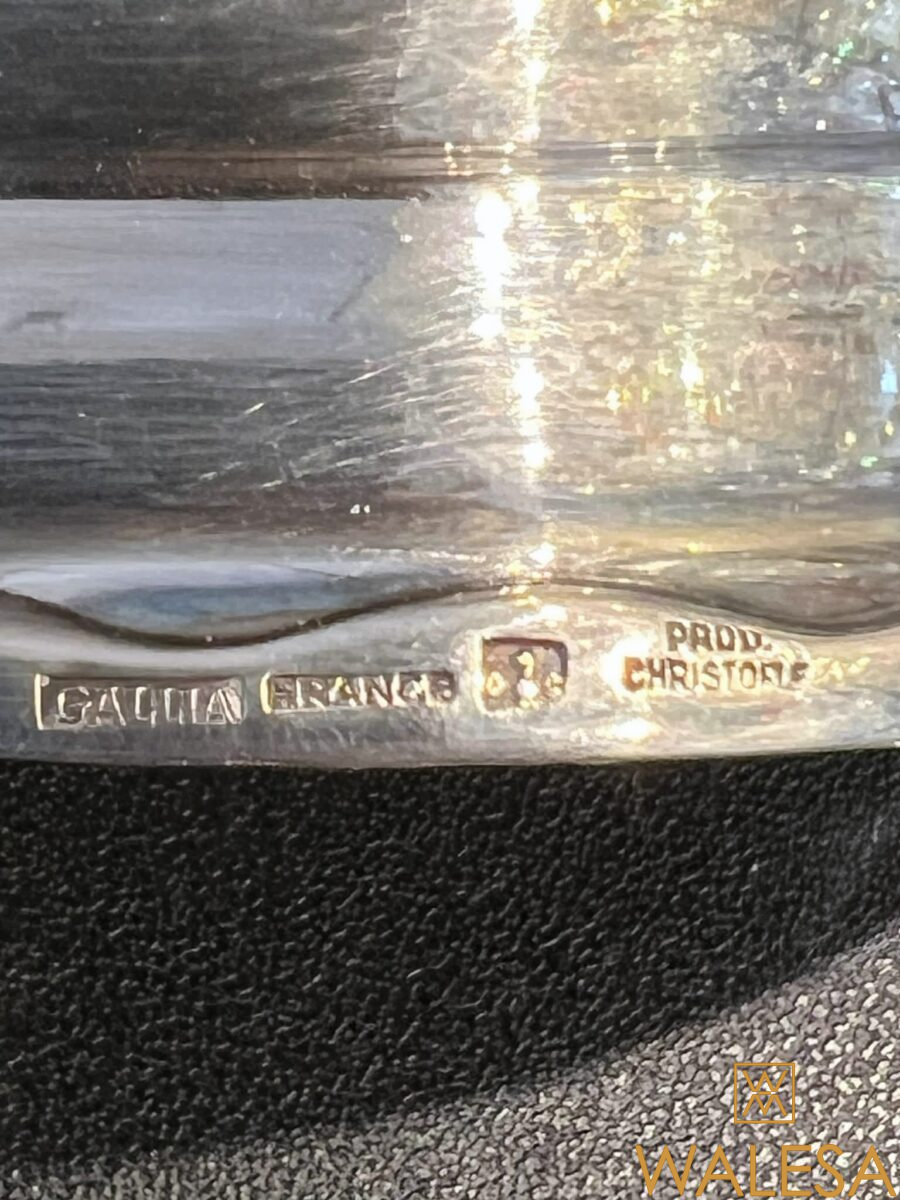 GALLIA FRANCE
PROD.
CHRISTOFLE
WALESA